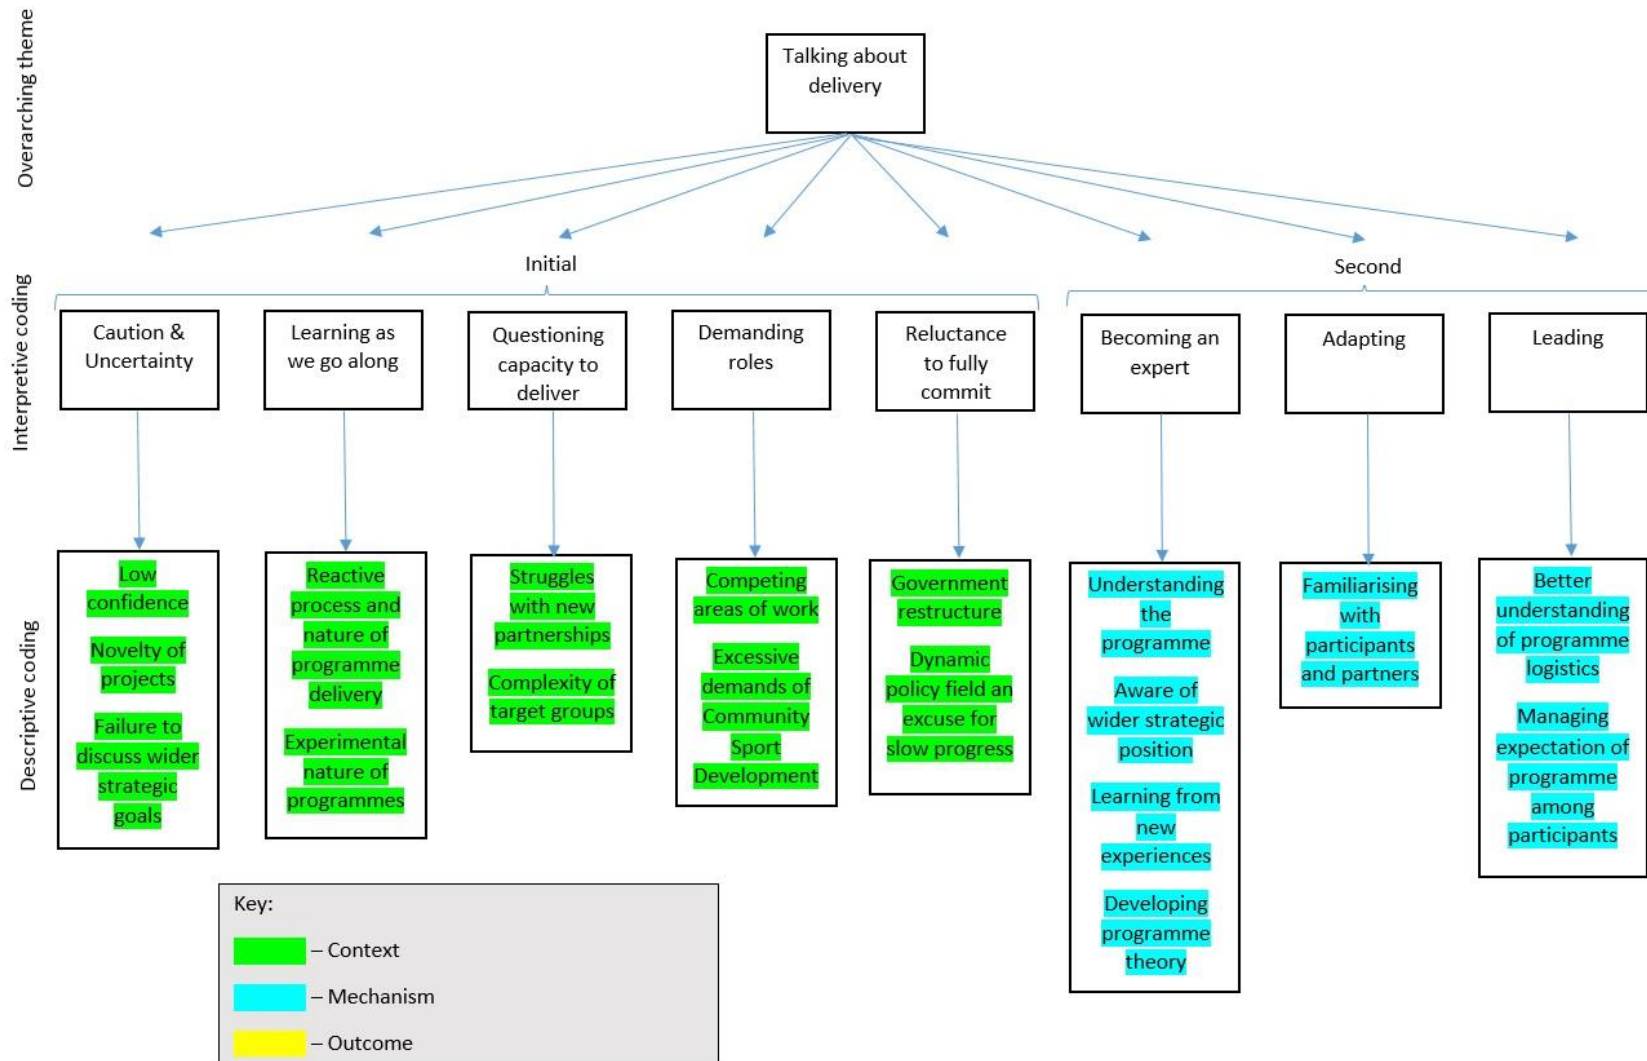 Overarching theme
Talking about
delivery
Interpretive coding
Initial
Second
Caution &
Uncertainty
Learning as
we go along
Questioning
capacity to
deliver
Demanding
roles
Reluctance
to fully
commit
Becoming an
expert
Adapting
Leading
Descriptive coding
Low
confidence
Novelty of
projects
Failure to
discuss wider
strategic
goals
Reactive
process and
nature of
programme
delivery
Experimental
nature of
programmes
Struggles
with new
partnerships
Complexity of
target groups
Competing
areas of work
Excessive
demands of
Community
Sport
Development
Government
restructure
Dynamic
policy field an
excuse for
slow progress
Understanding
the
programme
Aware of
wider strategic
position
Learning from
new
experiences
Developing
programme
theory
Familiarising
with
participants
and partners
Better
understanding
of programme
logistics
Managing
expectation of
programme
among
participants
Key:
– Context
– Mechanism
– Outcome